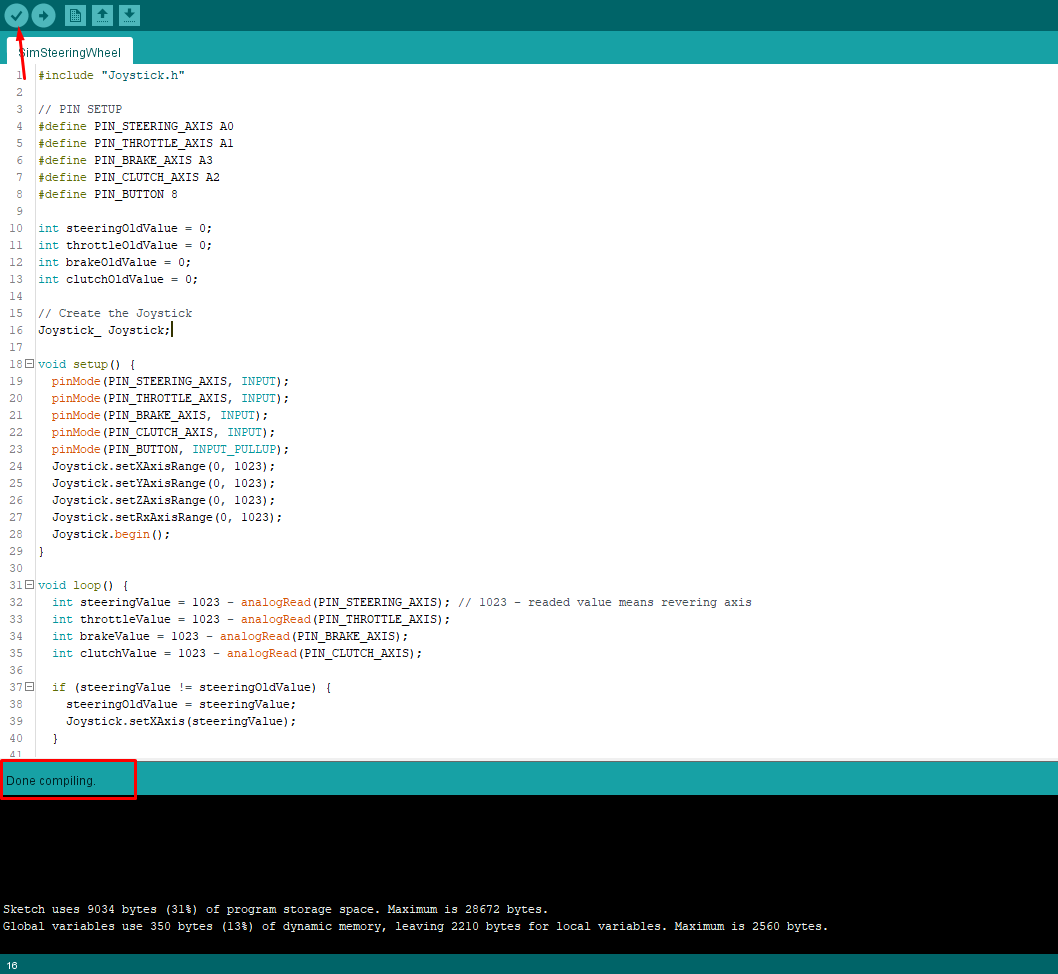 SimSteeringWheel
1 #include "Joystick.h"
2
3 // PIN SETUP
4 #define PIN_STEERING_AXIS A0
5 #define PIN_THROTTLE_AXIS A1
6 #define PIN_BRAKE_AXIS A3
7 #define PIN_CLUTCH_AXIS A2
8 #define PIN_BUTTON 8
9
10 int steeringOldValue = 0;
11 int throttleOldValue = 0;
12 int brakeOldValue = 0;
13 int clutchOldValue = 0;
14
15 // Create the Joystick
16 Joystick_ Joystick;
17
18 void setup() {
19 pinMode(PIN_STEERING_AXIS, INPUT);
20 pinMode(PIN_THROTTLE_AXIS, INPUT);
21 pinMode(PIN_BRAKE_AXIS, INPUT);
22 pinMode(PIN_CLUTCH_AXIS, INPUT);
23 pinMode(PIN_BUTTON, INPUT_PULLUP);
24 Joystick.setXAxisRange(0, 1023);
25 Joystick.setYAxisRange(0, 1023);
26 Joystick.setZAxisRange(0, 1023);
27 Joystick.setRxAxisRange(0, 1023);
28 Joystick.begin();
29 }
30
31 void loop() {
32 int steeringValue = 1023 - analogRead(PIN_STEERING_AXIS); // 1023 - readed value means revering axis
33 int throttleValue = 1023 - analogRead(PIN_THROTTLE_AXIS);
34 int brakeValue = 1023 - analogRead(PIN_BRAKE_AXIS);
35 int clutchValue = 1023 - analogRead(PIN_CLUTCH_AXIS);
36
37 if (steeringValue != steeringOldValue) {
38 steeringOldValue = steeringValue;
39 Joystick.setXAxis(steeringValue);
40 }
41
Done compiling.
Sketch uses 9034 bytes (31%) of program storage space. Maximum is 28672 bytes.
Global variables use 350 bytes (13%) of dynamic memory, leaving 2210 bytes for local variables. Maximum is 2560 bytes.
16